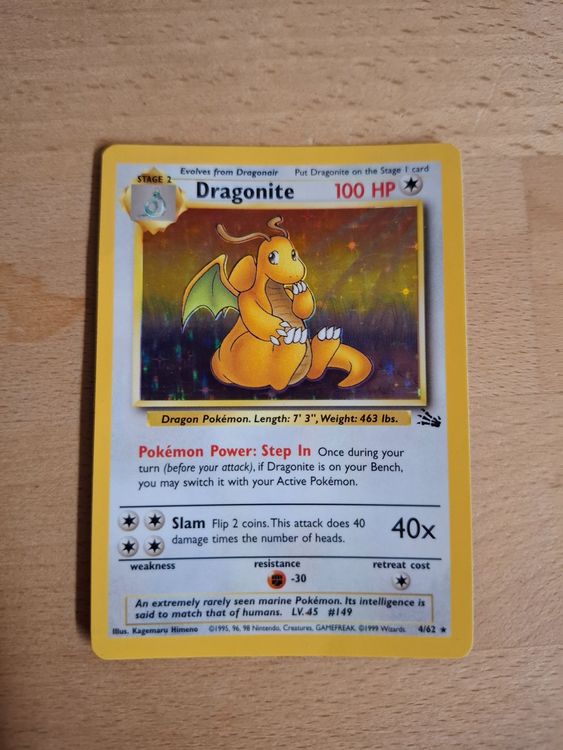 Evolves from Dragonair Put Dragonite on the Stage 1 card
STAGE 2
Dragonite 100 HP
Dragon Pokémon. Length: 7' 3", Weight: 463 lbs.
Pokémon Power: Step In Once during your
turn (before your attack), if Dragonite is on your Bench,
you may switch it with your Active Pokémon.
Slam Flip 2 coins. This attack does 40
damage times the number of heads.
40x
weakness resistance retreat cost
-30
An extremely rarely seen marine Pokémon. Its intelligence is
said to match that of humans. LV. 45 #149
Illus. Kagemaru Himeno ©1995, 96, 98 Nintendo, Creatures, GAMEFREAK. ©1999 Wizards. 4/62 ★